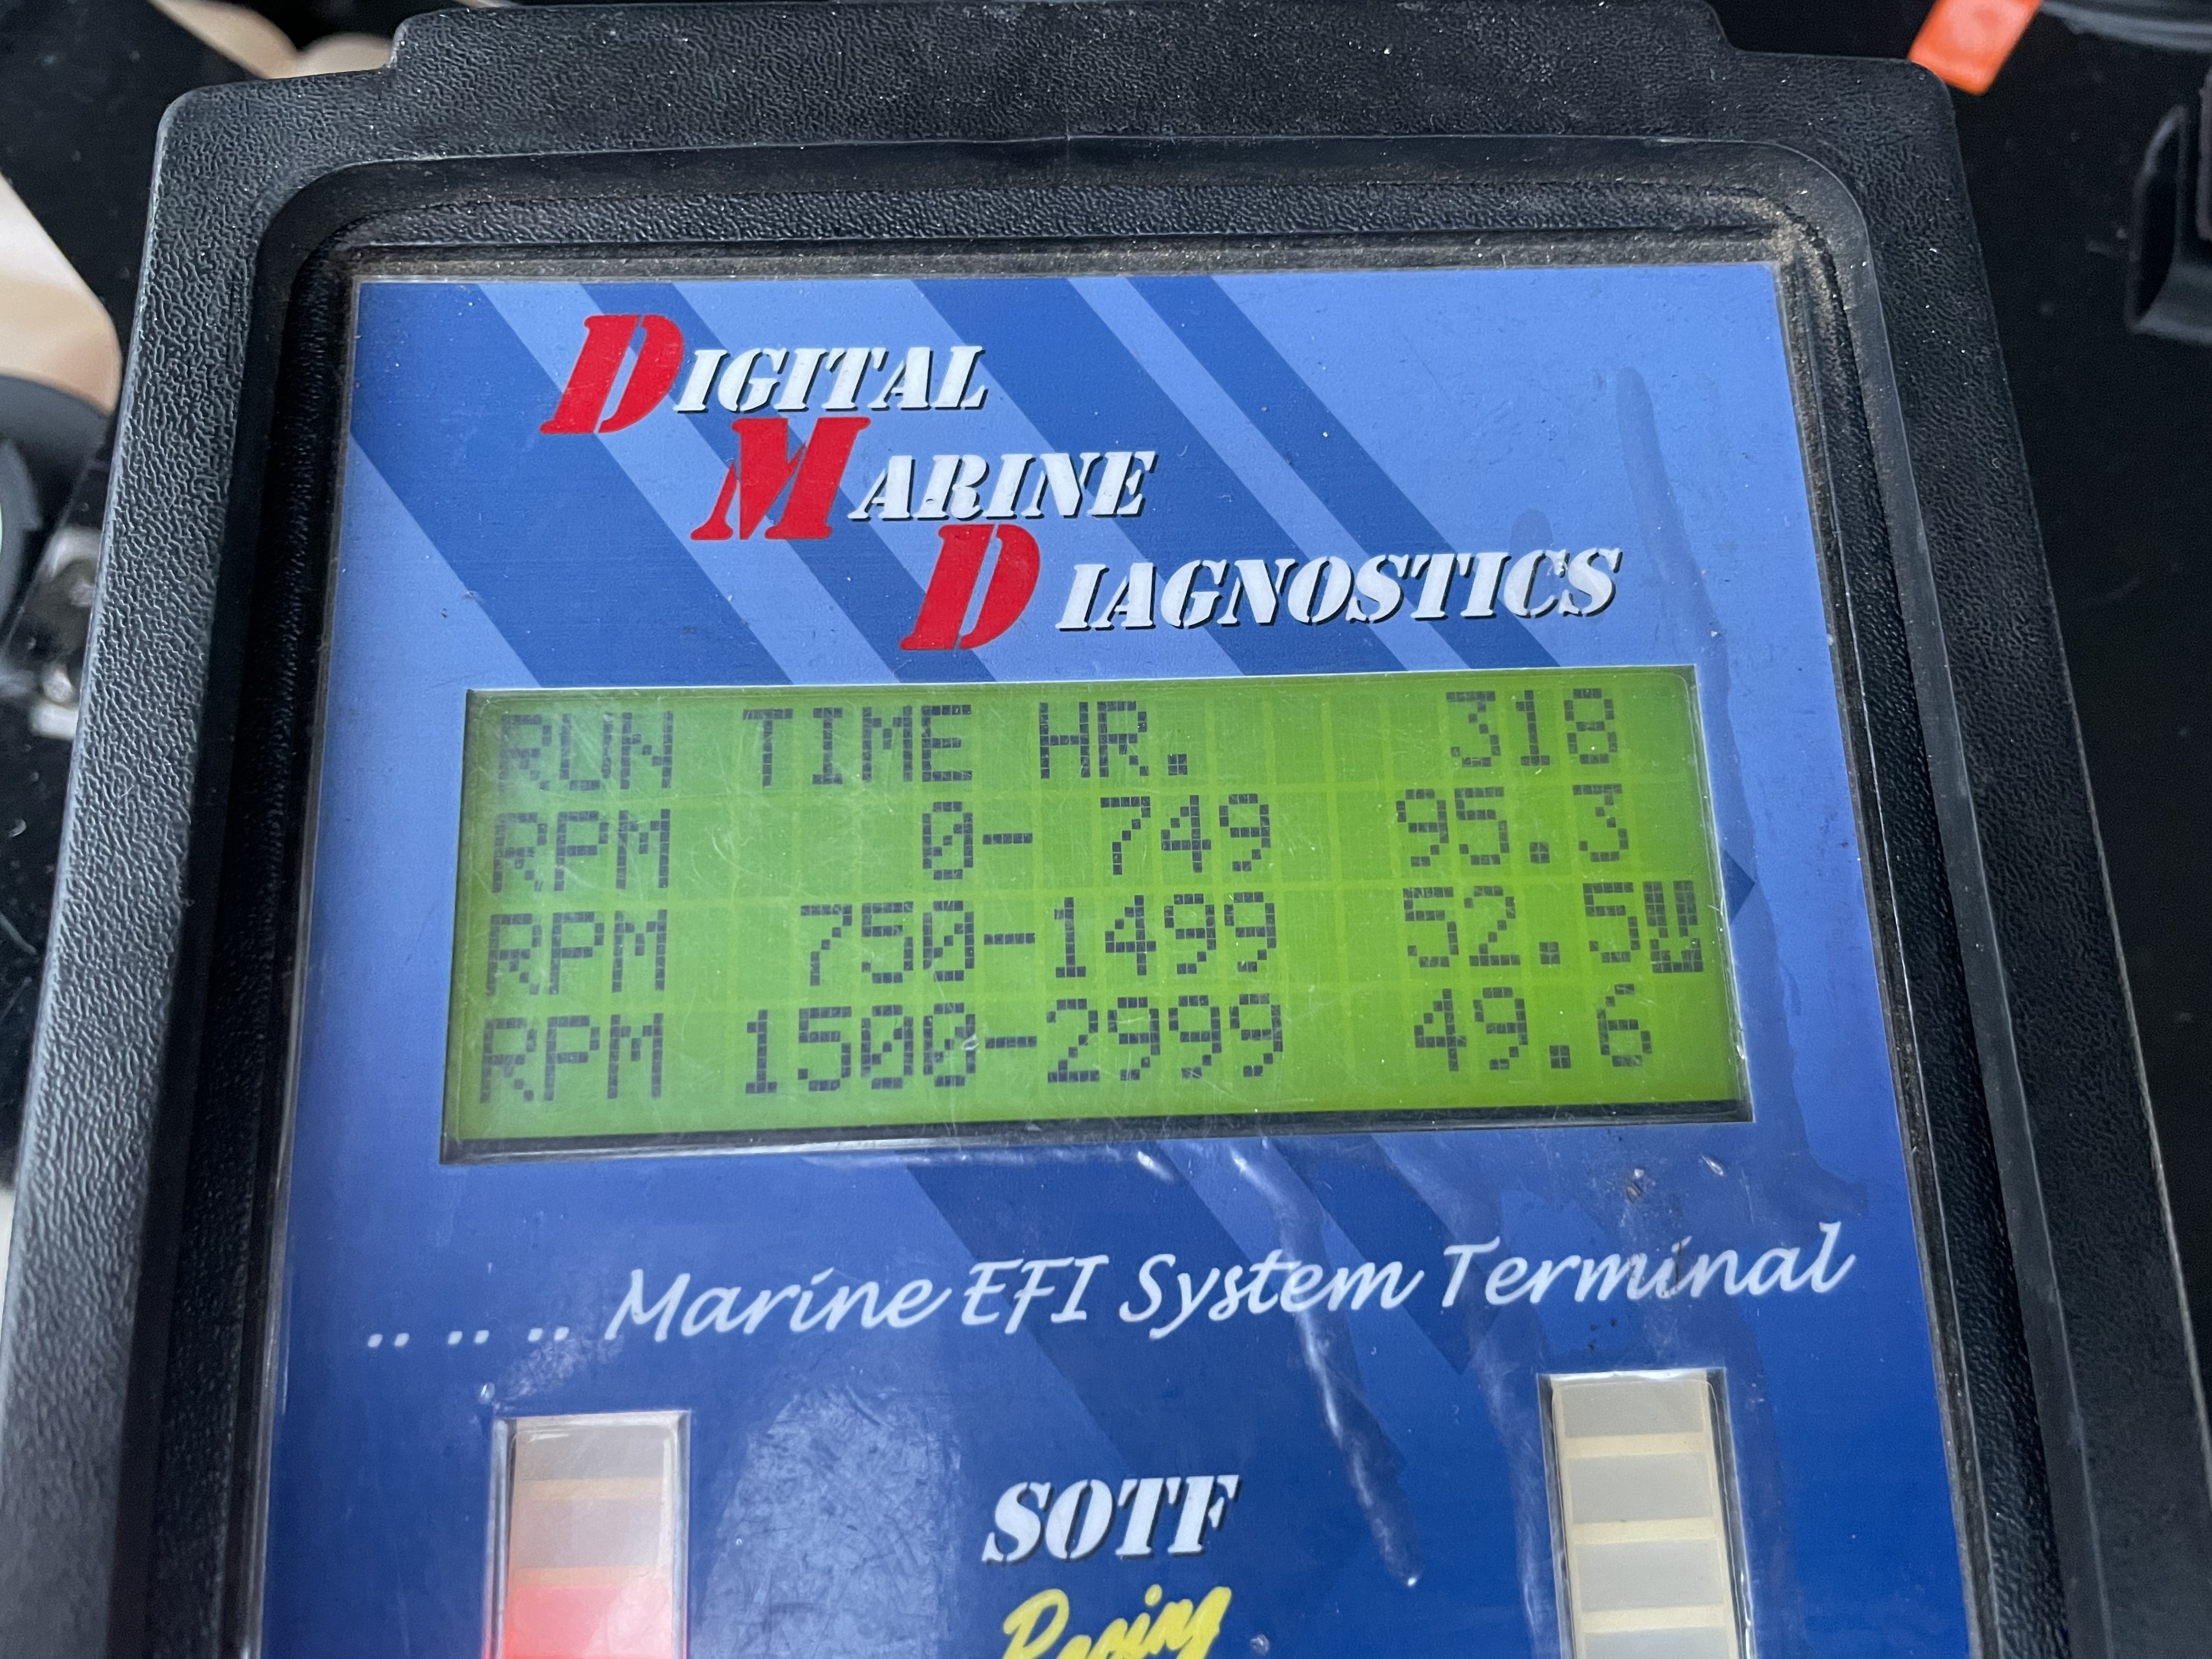 DIGITAL
MARINE
DIAGNOSTICS
RUN TIME HR. 318
RPM 0- 749 95.3
RPM 750-1499 52.5
RPM 1500-2999 49.6
.. .. .. Marine EFI System Terminal
SOTF
Racing